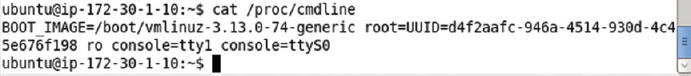 ubuntu@ip-172-30-1-10:~$ cat /proc/cmdline
BOOT_IMAGE=/boot/vmlinuz-3.13.0-74-generic root=UUID=d4f2aafc-946a-4514-930d-4c4
5e676f198 ro console=tty1 console=ttyS0
ubuntu@ip-172-30-1-10:~$